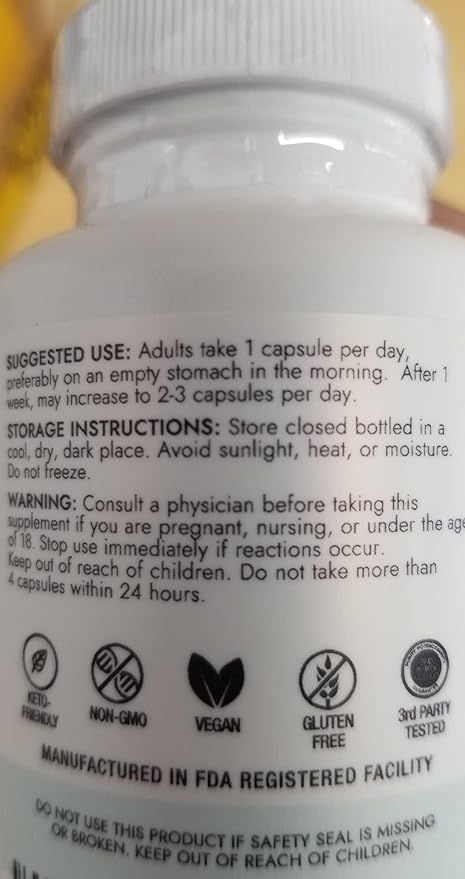 SUGGESTED USE: Adults take 1 capsule per day,
preferably on an empty stomach in the morning. After 1
week, may increase to 2-3 capsules per day.
STORAGE INSTRUCTIONS: Store closed bottled in a
cool, dry, dark place. Avoid sunlight, heat, or moisture.
Do not freeze.
WARNING: Consult a physician before taking this
supplement if you are pregnant, nursing, or under the age
of 18. Stop use immediately if reactions occur.
Keep out of reach of children. Do not take more than
4 capsules within 24 hours.
KETO-
FRIENDLY
NON-GMO
VEGAN
GLUTEN
FREE
3rd PARTY
TESTED
MANUFACTURED IN FDA REGISTERED FACILITY
DO NOT USE THIS PRODUCT IF SAFETY SEAL IS MISSING
OR BROKEN. KEEP OUT OF REACH OF CHILDREN.